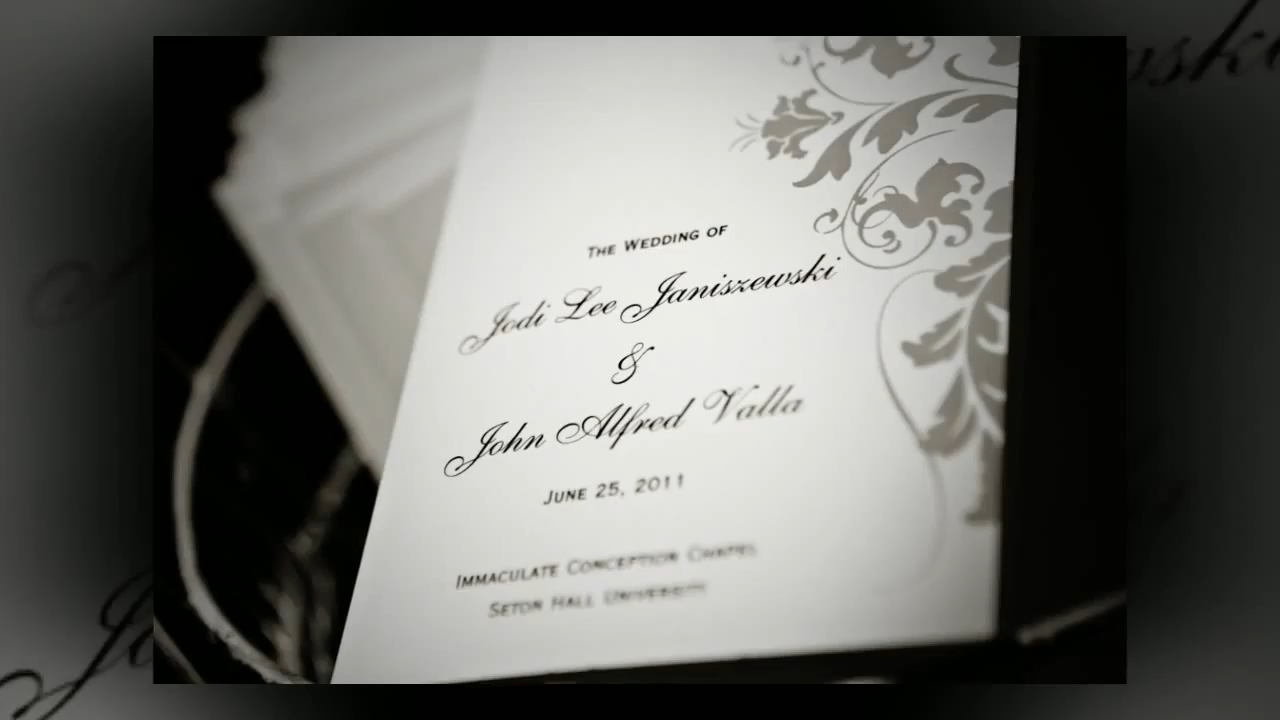 The Wedding of
Jodi Lee Janiszewski
&
John Alfred Valla
June 25, 2011
Immaculate Conception Chapel
Seton Hall University